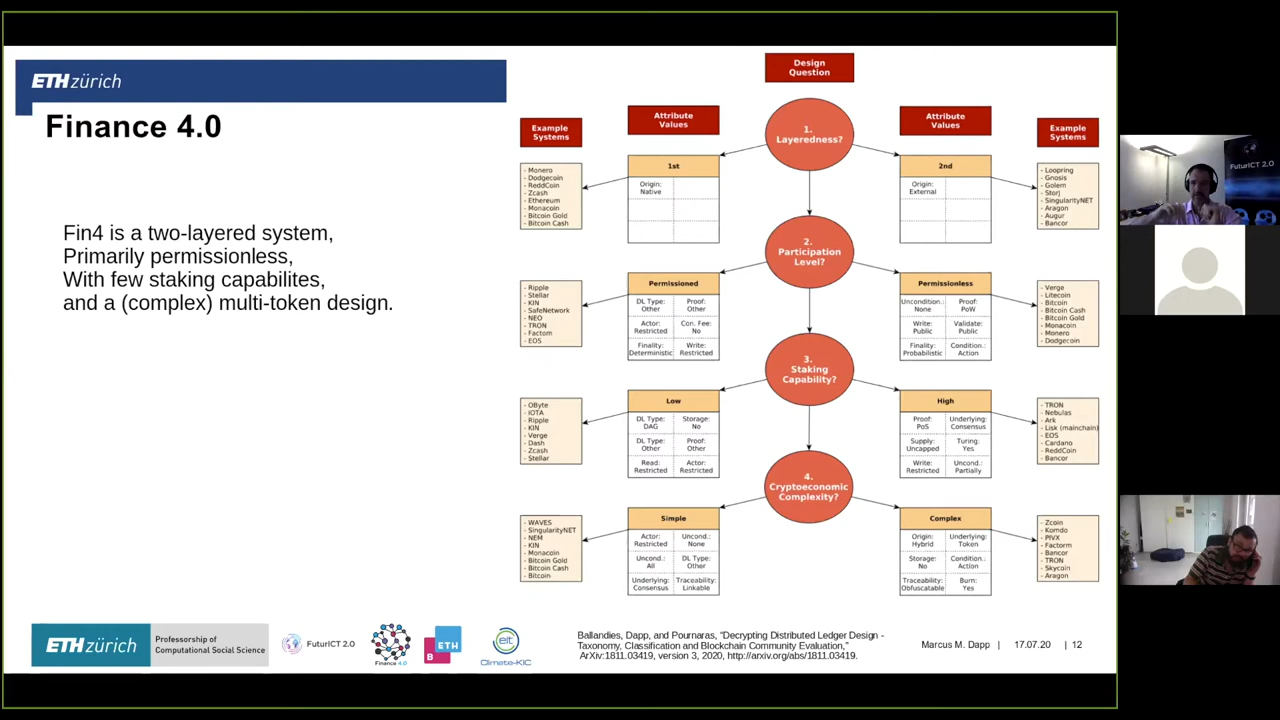 ETH zürich
Finance 4.0
Fin4 is a two-layered system,
Primarily permissionless,
With few staking capabilites,
and a (complex) multi-token design.
Design
Question
Example
Systems
Attribute
Values
Attribute
Values
Example
Systems
1.
Layeredness?
- Monero
- Dodgecoin
- ReddCoin
- Zcash
- Ethereum
- Monacoin
- Bitcoin Gold
- Bitcoin Cash
1st
Origin:
Native
2nd
Origin:
External
- Loopring
- Gnosis
- Golem
- Storj
- SingularityNET
- Aragon
- Augur
- Bancor
2.
Participation
Level?
- Ripple
- Stellar
- KIN
- SafeNetwork
- NEO
- TRON
- Factom
- EOS
Permissioned
DL Type:
Other
Proof:
Other
Actor:
Restricted
Con. Fee:
No
Finality:
Deterministic
Write:
Restricted
Permissionless
Uncondition.:
None
Proof:
PoW
Write:
Public
Validate:
Public
Finality:
Probabilistic
Condition.:
Action
- Verge
- Litecoin
- Bitcoin
- Bitcoin Cash
- Bitcoin Gold
- Monacoin
- Monero
- Dodgecoin
3.
Staking
Capability?
- OByte
- IOTA
- Ripple
- KIN
- Verge
- Dash
- Zcash
- Stellar
Low
DL Type:
DAG
Storage:
No
DL Type:
Other
Proof:
Other
Read:
Restricted
Actor:
Restricted
High
Proof:
PoS
Underlying:
Consensus
Supply:
Uncapped
Turing:
Yes
Write:
Restricted
Uncond.:
Partially
- TRON
- Nebulas
- Ark
- Lisk (mainchain)
- EOS
- Cardano
- ReddCoin
- Bancor
4.
Cryptoeconomic
Complexity?
- WAVES
- SingularityNET
- NEM
- KIN
- Monacoin
- Bitcoin Gold
- Bitcoin Cash
- Bitcoin
Simple
Actor:
Restricted
Uncond.:
None
Uncond.:
All
DL Type:
Other
Underlying:
Consensus
Traceability:
Linkable
Complex
Origin:
Hybrid
Underlying:
Token
Storage:
No
Condition.:
Action
Traceability:
Obfuscatable
Burn:
Yes
- Zcoin
- Komdo
- PIVX
- Factorm
- Bancor
- TRON
- Skycoin
- Aragon
ETH zürich
Professorship of
Computational Social Science
FuturICT 2.0
Finance 4.0
B ETH
eit
Climate-KIC
Ballandies, Dapp, and Pournaras, "Decrypting Distributed Ledger Design -
Taxonomy, Classification and Blockchain Community Evaluation,"
ArXiv:1811.03419, version 3, 2020, http://arxiv.org/abs/1811.03419.
Marcus M. Dapp | 17.07.20 | 12
FuturICT 2.0